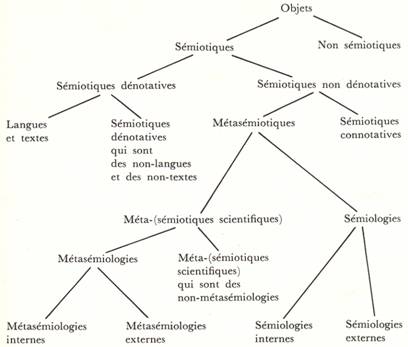 Objets
Sémiotiques
Non sémiotiques
Sémiotiques dénotatives
Sémiotiques non dénotatives
Langues
et textes
Sémiotiques
dénotatives
qui sont
des non-langues
et des non-textes
Métasémiotiques
Sémiotiques
connotatives
Méta-(sémiotiques scientifiques)
Sémiologies
Métasémiologies
Méta-(sémiotiques
scientifiques)
qui sont des
non-métasémiologies
Métasémiologies
internes
Métasémiologies
externes
Sémiologies
internes
Sémiologies
externes